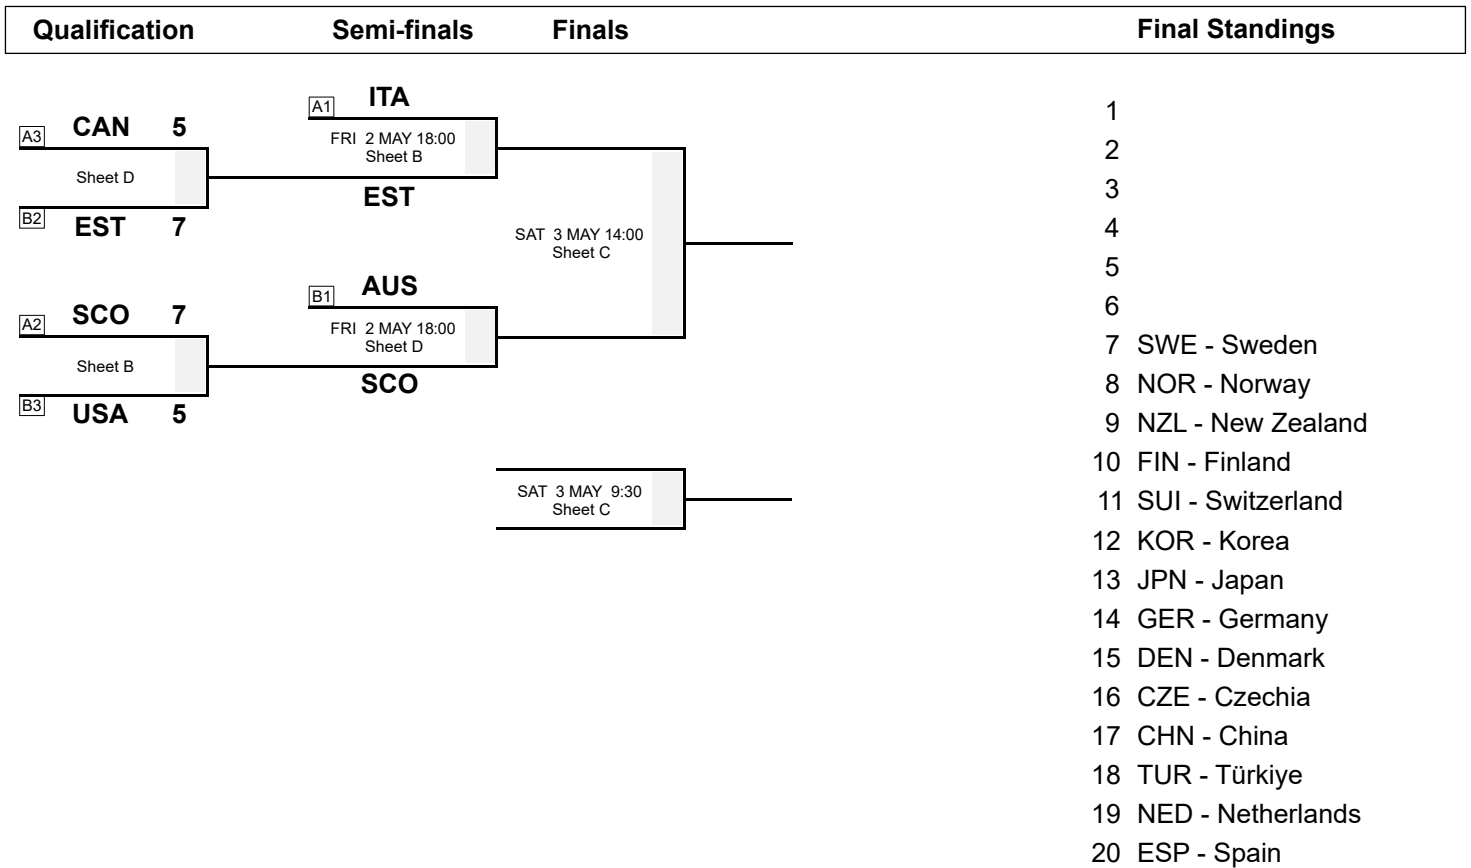 Qualification Semi-finals Finals Final Standings
A1 ITA
A3 CAN 5
FRI 2 MAY 18:00
Sheet B
Sheet D
EST
B2 EST 7
SAT 3 MAY 14:00
Sheet C
B1 AUS
A2 SCO 7
FRI 2 MAY 18:00
Sheet D
Sheet B
SCO
B3 USA 5
SAT 3 MAY 9:30
Sheet C
1
2
3
4
5
6
7 SWE - Sweden
8 NOR - Norway
9 NZL - New Zealand
10 FIN - Finland
11 SUI - Switzerland
12 KOR - Korea
13 JPN - Japan
14 GER - Germany
15 DEN - Denmark
16 CZE - Czechia
17 CHN - China
18 TUR - Türkiye
19 NED - Netherlands
20 ESP - Spain